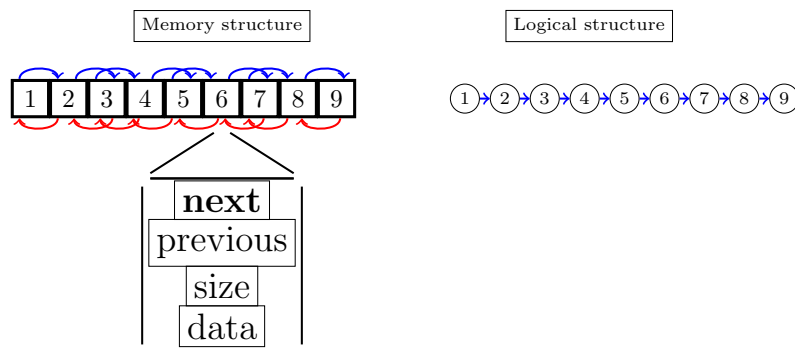 Memory structure
Logical structure
1 2 3 4 5 6 7 8 9
1 2 3 4 5 6 7 8 9
next
previous
size
data